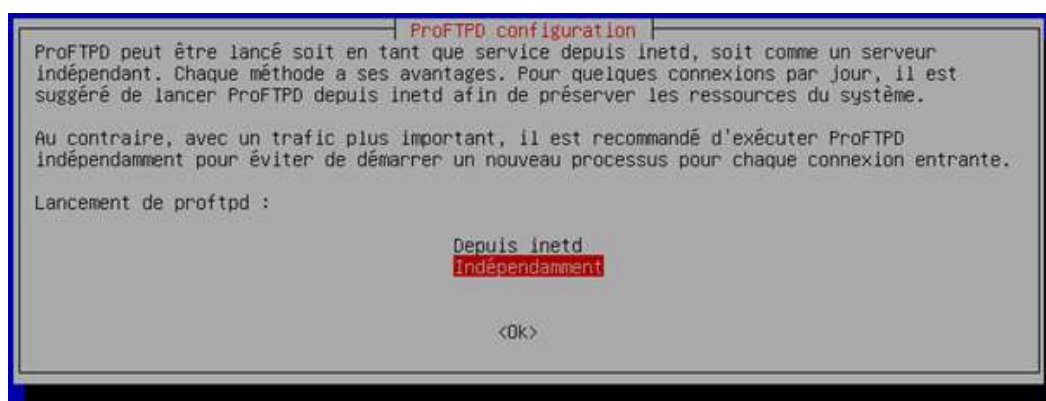 ProFTPD configuration
ProFTPD peut être lancé soit en tant que service depuis inetd, soit comme un serveur
indépendant. Chaque méthode a ses avantages. Pour quelques connexions par jour, il est
suggéré de lancer ProFTPD depuis inetd afin de préserver les ressources du système.
Au contraire, avec un trafic plus important, il est recommandé d'exécuter ProFTPD
indépendamment pour éviter de démarrer un nouveau processus pour chaque connexion entrante.
Lancement de proftpd :
Depuis inetd
Indépendamment
<Ok>